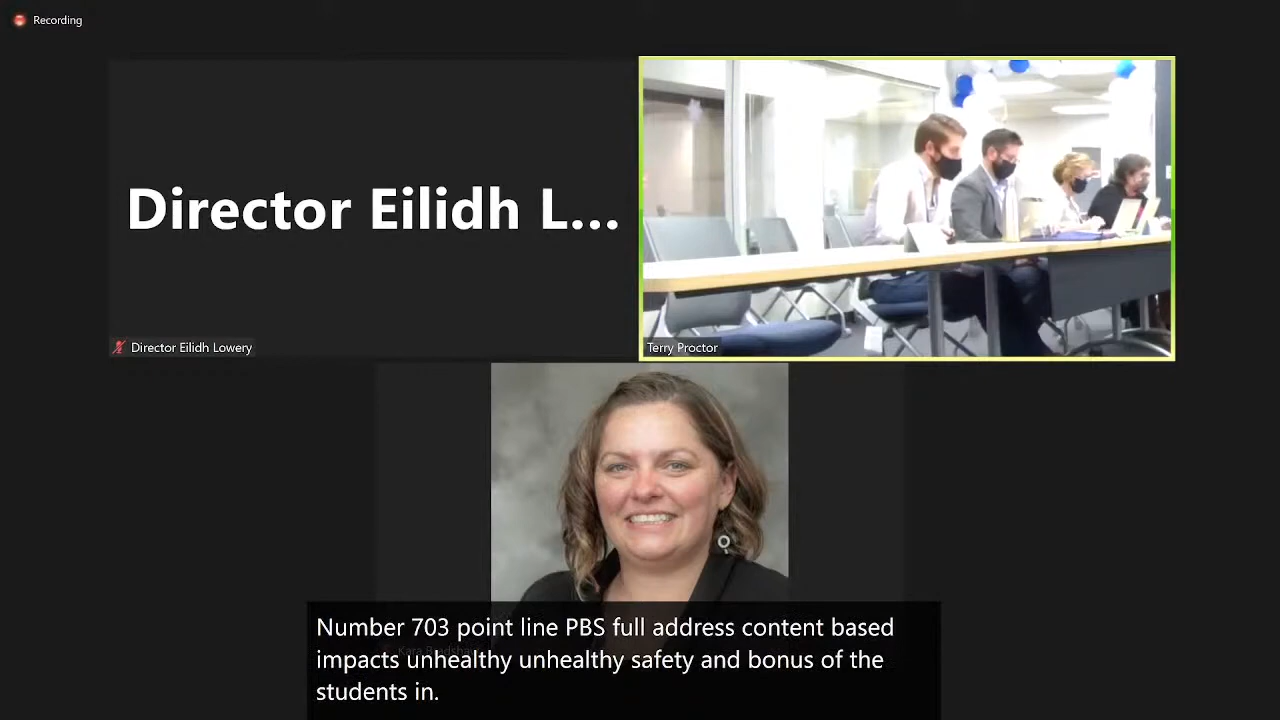 Recording
Director Eilidh L...
Director Eilidh Lowery
Terry Proctor
Number 703 point line PBS full address content based
impacts unhealthy unhealthy safety and bonus of the
students in.